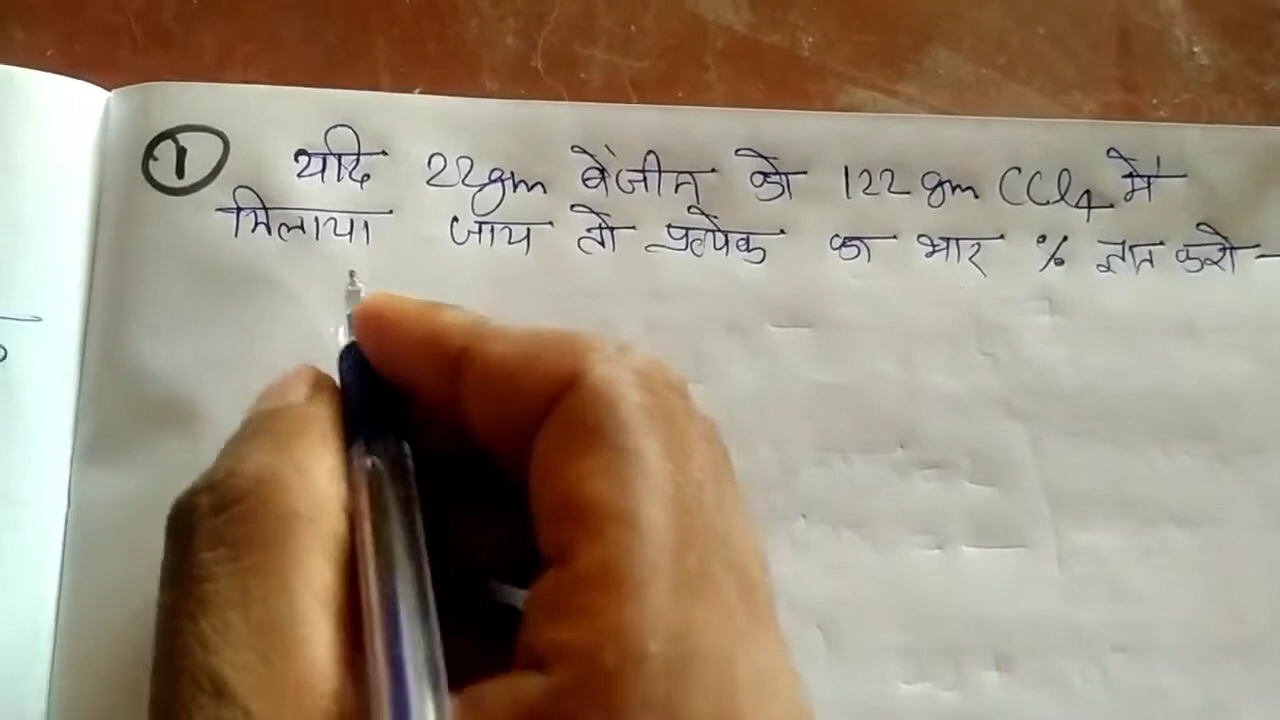 ① यदि 22gm बेंजीन को 122 gm CCl₄ में
मिलाया जाय तो प्रत्येक का भार % ज्ञात करो –